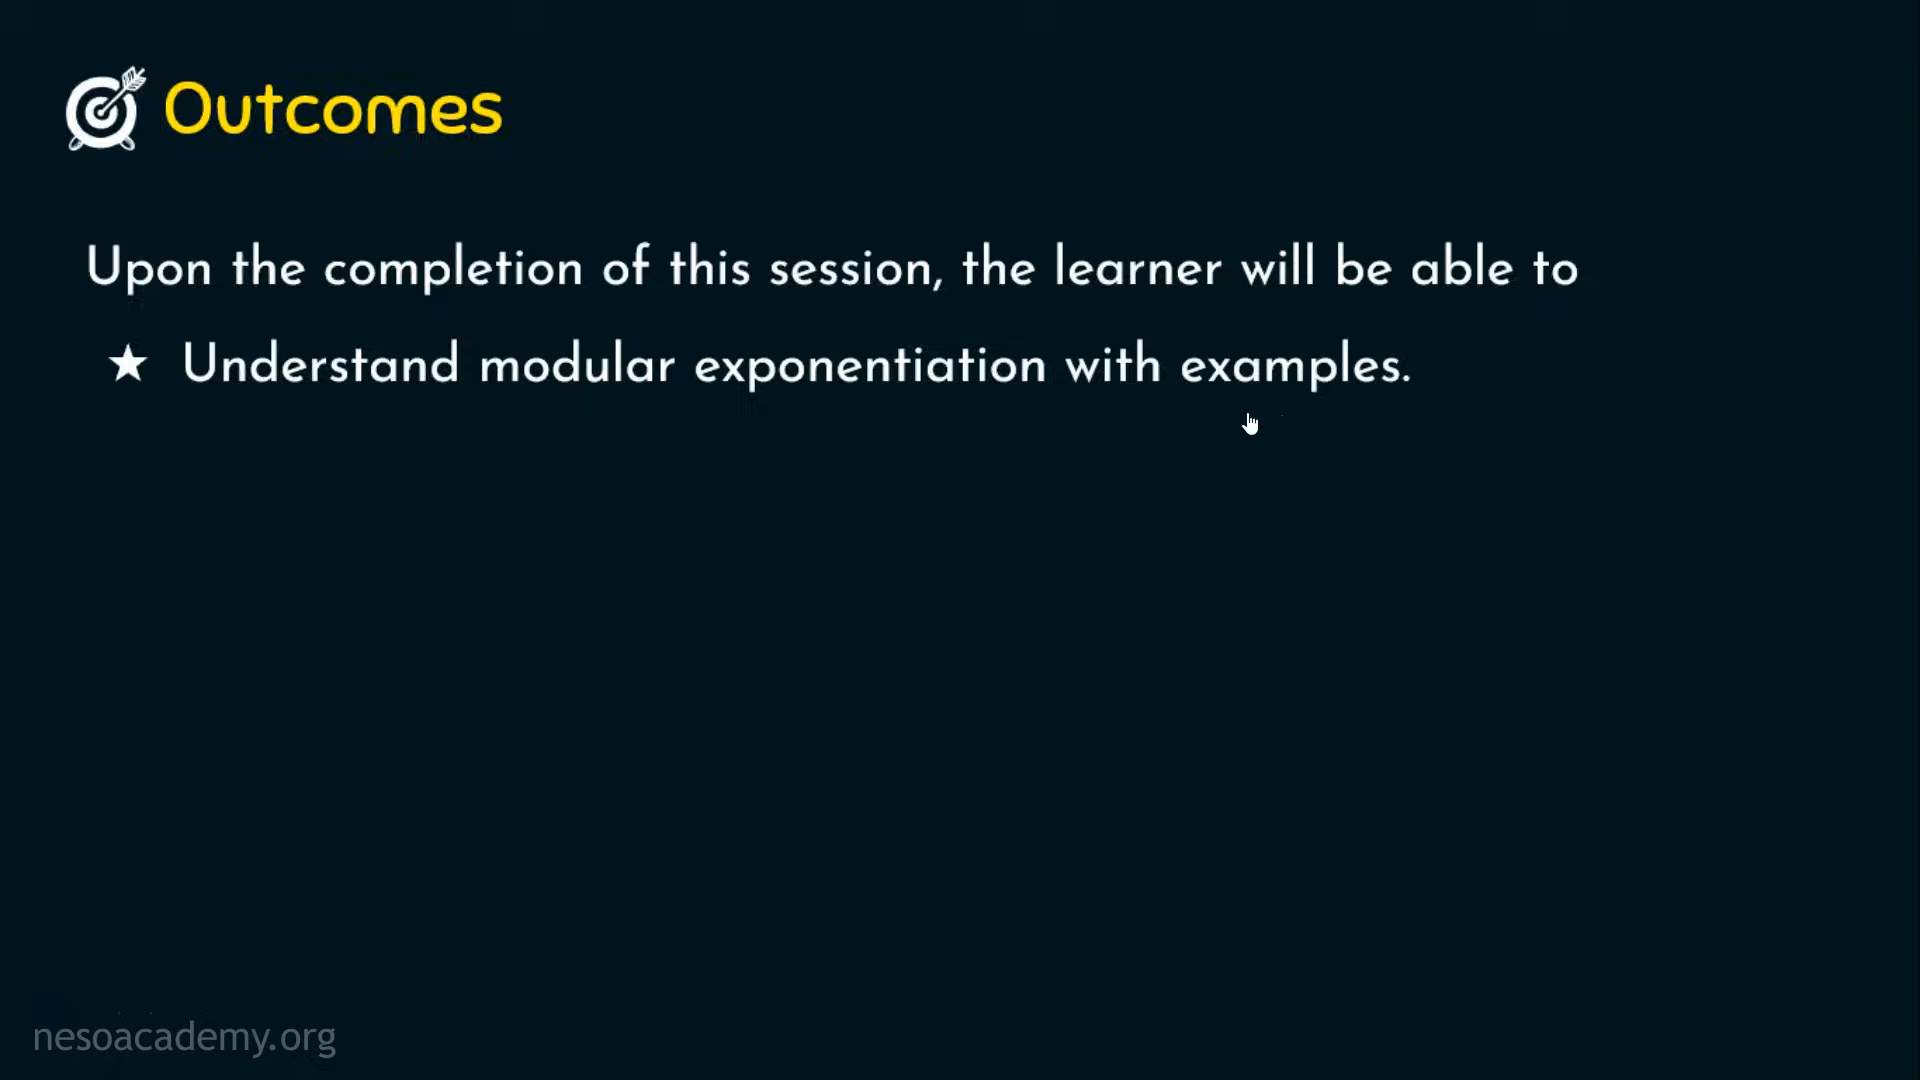 Outcomes
Upon the completion of this session, the learner will be able to
★ Understand modular exponentiation with examples.
nesoacademy.org